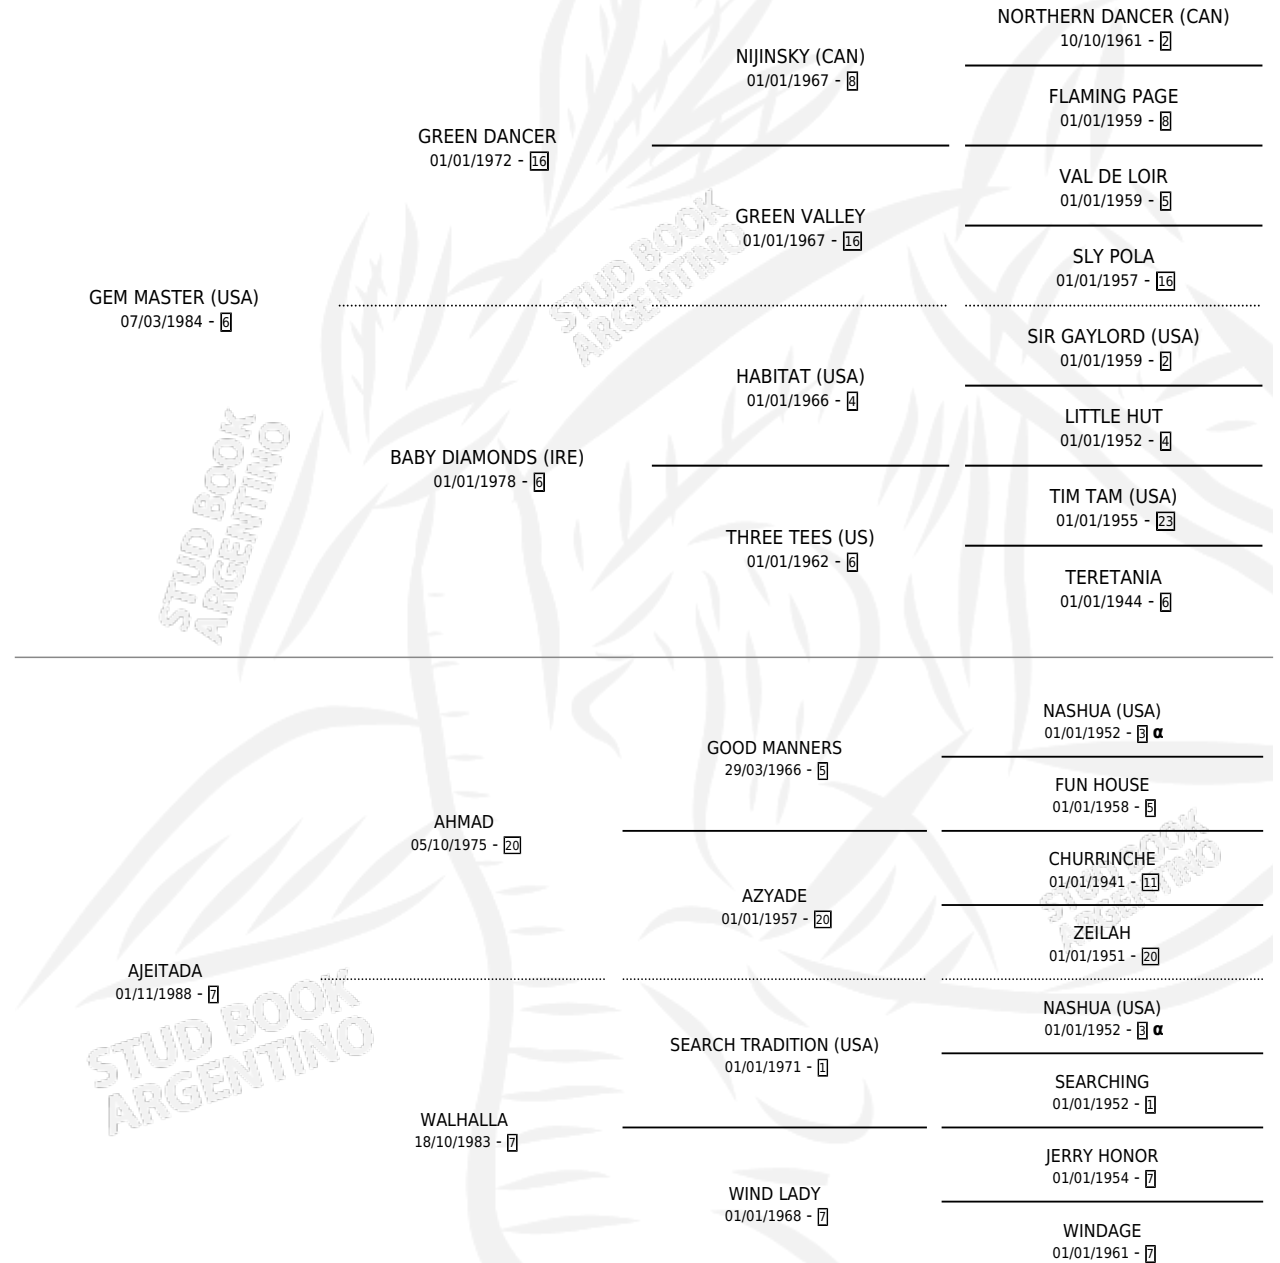 NORTHERN DANCER (CAN)
10/10/1961 - 2
NIJINSKY (CAN)
01/01/1967 - 8
FLAMING PAGE
01/01/1959 - 8
GREEN DANCER
01/01/1972 - 16
VAL DE LOIR
01/01/1959 - 5
GREEN VALLEY
01/01/1967 - 16
SLY POLA
01/01/1957 - 16
GEM MASTER (USA)
07/03/1984 - 6
SIR GAYLORD (USA)
01/01/1959 - 2
HABITAT (USA)
01/01/1966 - 4
LITTLE HUT
01/01/1952 - 4
BABY DIAMONDS (IRE)
01/01/1978 - 6
TIM TAM (USA)
01/01/1955 - 23
THREE TEES (US)
01/01/1962 - 6
TERETANIA
01/01/1944 - 6
NASHUA (USA)
01/01/1952 - 3 α
GOOD MANNERS
29/03/1966 - 5
FUN HOUSE
01/01/1958 - 5
AHMAD
05/10/1975 - 20
CHURRINCHE
01/01/1941 - 11
AZYADE
01/01/1957 - 20
ZEILAH
01/01/1951 - 20
AJEITADA
01/11/1988 - 7
NASHUA (USA)
01/01/1952 - 3 α
SEARCH TRADITION (USA)
01/01/1971 - 1
SEARCHING
01/01/1952 - 1
WALHALLA
18/10/1983 - 7
JERRY HONOR
01/01/1954 - 7
WIND LADY
01/01/1968 - 7
WINDAGE
01/01/1961 - 7
STUD BOOK
ARGENTINO
STUD BOOK
ARGENTINO
STUD BOOK
ARGENTINO
STUD BOOK
ARGENTINO